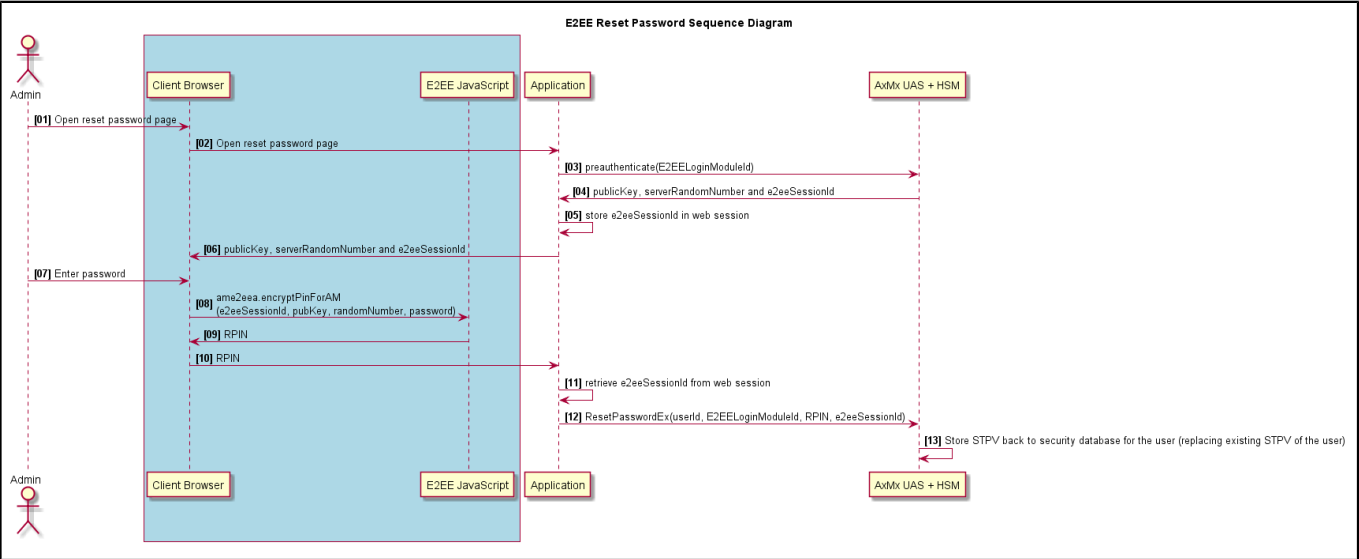 E2EE Reset Password Sequence Diagram
Admin
Client Browser
E2EE JavaScript
Application
AxMx UAS + HSM
[01] Open reset password page
[02] Open reset password page
[03] preauthenticate(E2EELoginModuleId)
[04] publicKey, serverRandomNumber and e2eeSessionId
[05] store e2eeSessionId in web session
[06] publicKey, serverRandomNumber and e2eeSessionId
[07] Enter password
[08] ame2eea.encryptPinForAM
(e2eeSessionId, pubKey, randomNumber, password)
[09] RPIN
[10] RPIN
[11] retrieve e2eeSessionId from web session
[12] ResetPasswordEx(userId, E2EELoginModuleId, RPIN, e2eeSessionId)
[13] Store STPV back to security database for the user (replacing existing STPV of the user)
Admin
Client Browser
E2EE JavaScript
Application
AxMx UAS + HSM